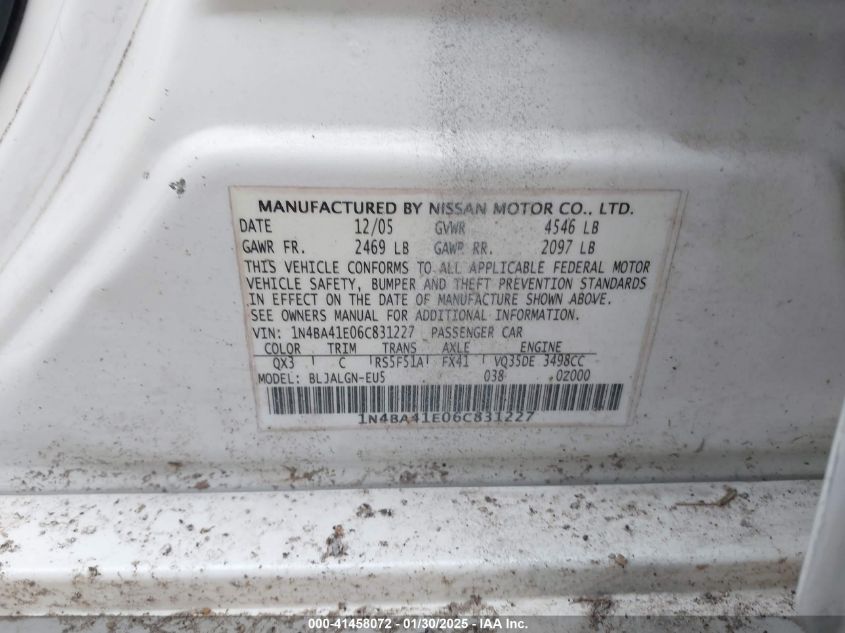 MANUFACTURED BY NISSAN MOTOR CO., LTD.
DATE 12/05 GVWR 4546 LB
GAWR FR. 2469 LB GAWR RR. 2097 LB
THIS VEHICLE CONFORMS TO ALL APPLICABLE FEDERAL MOTOR
VEHICLE SAFETY, BUMPER AND THEFT PREVENTION STANDARDS
IN EFFECT ON THE DATE OF MANUFACTURE SHOWN ABOVE.
SEE OWNERS MANUAL FOR ADDITIONAL INFORMATION.
VIN: 1N4BA41E06C831227 PASSENGER CAR
COLOR TRIM TRANS AXLE ENGINE
QX3 C RS5F51A FX41 VQ35DE 3498CC
MODEL: BLJALGN-EU5 038 0Z000
1N4BA41E06C831227
000-41458072 - 01/30/2025 - IAA Inc.